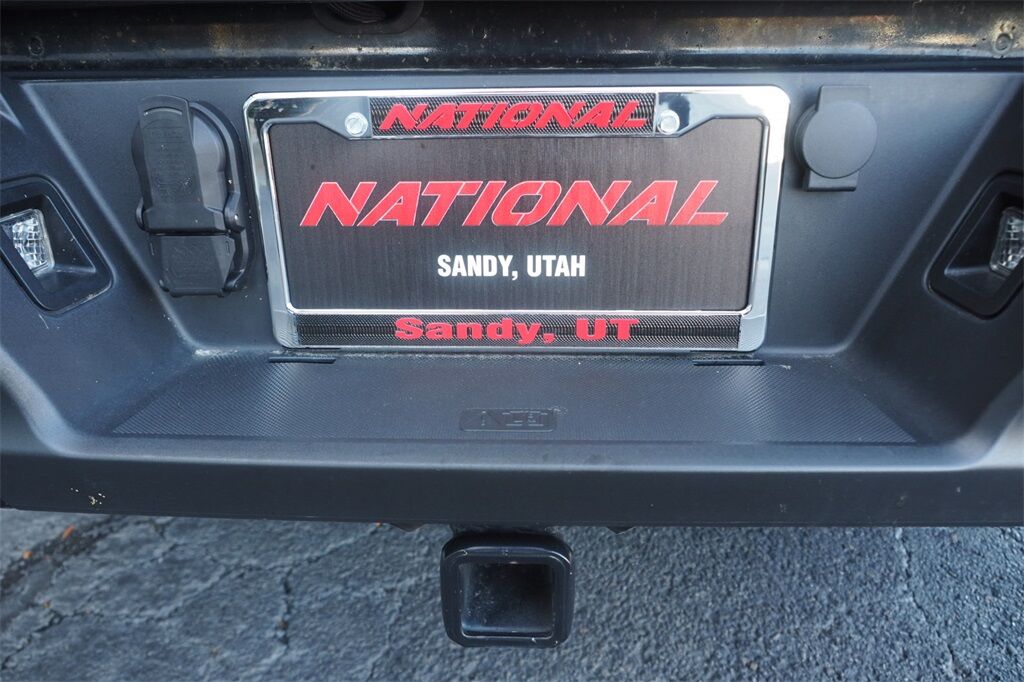 NATIONAL
NATIONAL
SANDY, UTAH
Sandy, UT